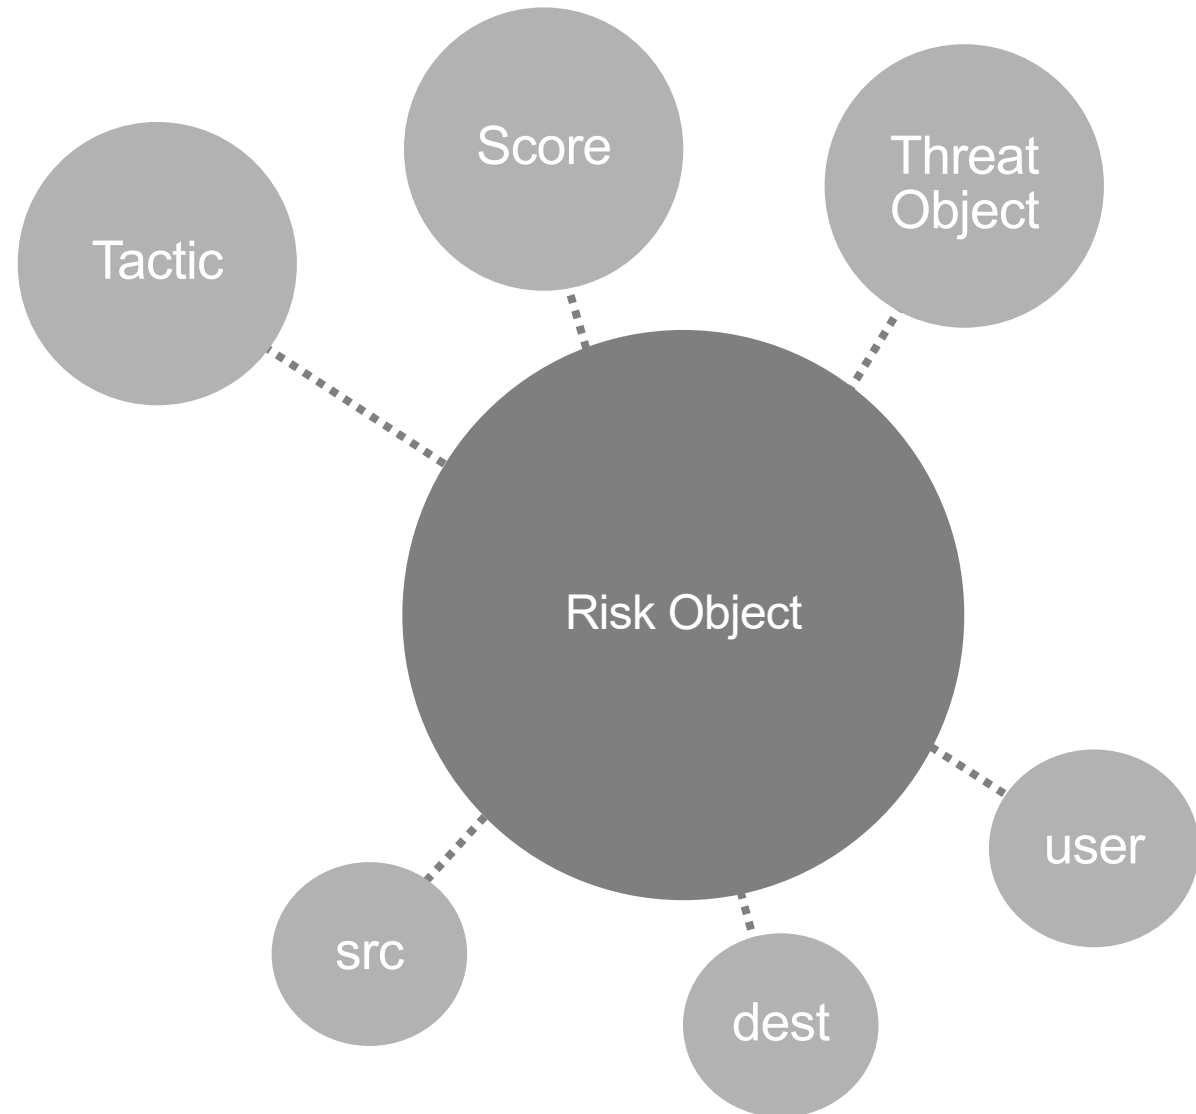 Score
Threat
Object
Tactic
Risk Object
user
src
dest